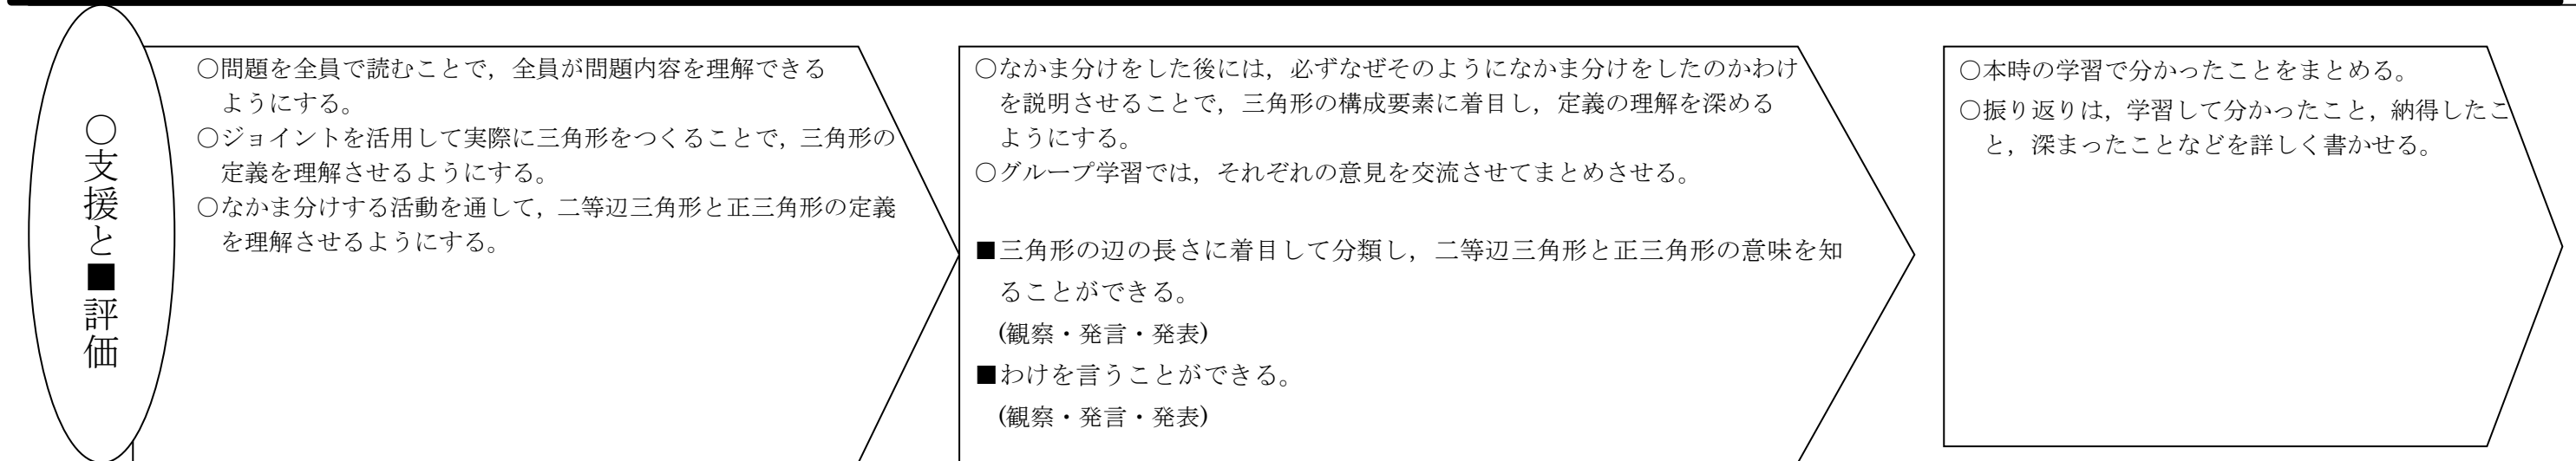 〇支援と■評価
〇問題を全員で読むことで，全員が問題内容を理解できる
ようにする。
〇ジョイントを活用して実際に三角形をつくることで，三角形の
定義を理解させるようにする。
〇なかま分けする活動を通して，二等辺三角形と正三角形の定義
を理解させるようにする。
〇なかま分けをした後には，必ずなぜそのようになかま分けをしたのかわけ
を説明させることで，三角形の構成要素に着目し，定義の理解を深める
ようにする。
〇グループ学習では，それぞれの意見を交流させてまとめさせる。
■三角形の辺の長さに着目して分類し，二等辺三角形と正三角形の意味を知
ることができる。
(観察・発言・発表)
■わけを言うことができる。
(観察・発言・発表)
〇本時の学習で分かったことをまとめる。
〇振り返りは，学習して分かったこと，納得したこ
と，深まったことなどを詳しく書かせる。